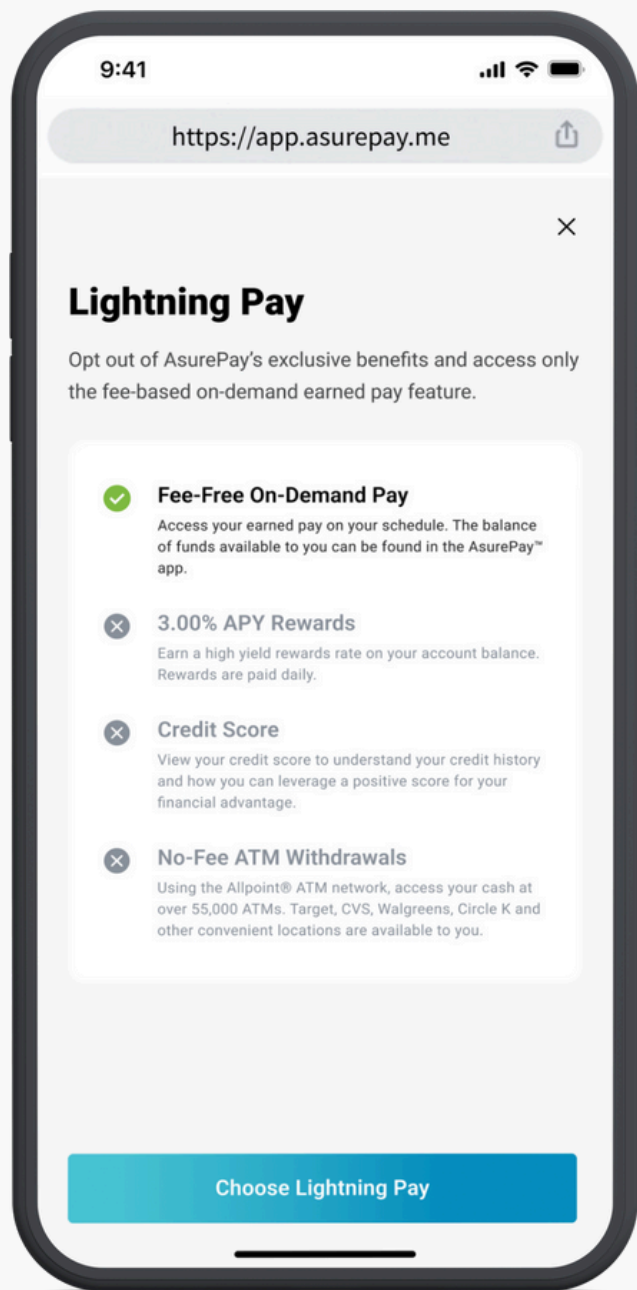 9:41
https://app.asurepay.me
Lightning Pay
Opt out of AsurePay's exclusive benefits and access only
the fee-based on-demand earned pay feature.
Fee-Free On-Demand Pay
Access your earned pay on your schedule. The balance
of funds available to you can be found in the AsurePay™
app.
3.00% APY Rewards
Earn a high yield rewards rate on your account balance.
Rewards are paid daily.
Credit Score
View your credit score to understand your credit history
and how you can leverage a positive score for your
financial advantage.
No-Fee ATM Withdrawals
Using the Allpoint® ATM network, access your cash at
over 55,000 ATMs. Target, CVS, Walgreens, Circle K and
other convenient locations are available to you.
Choose Lightning Pay